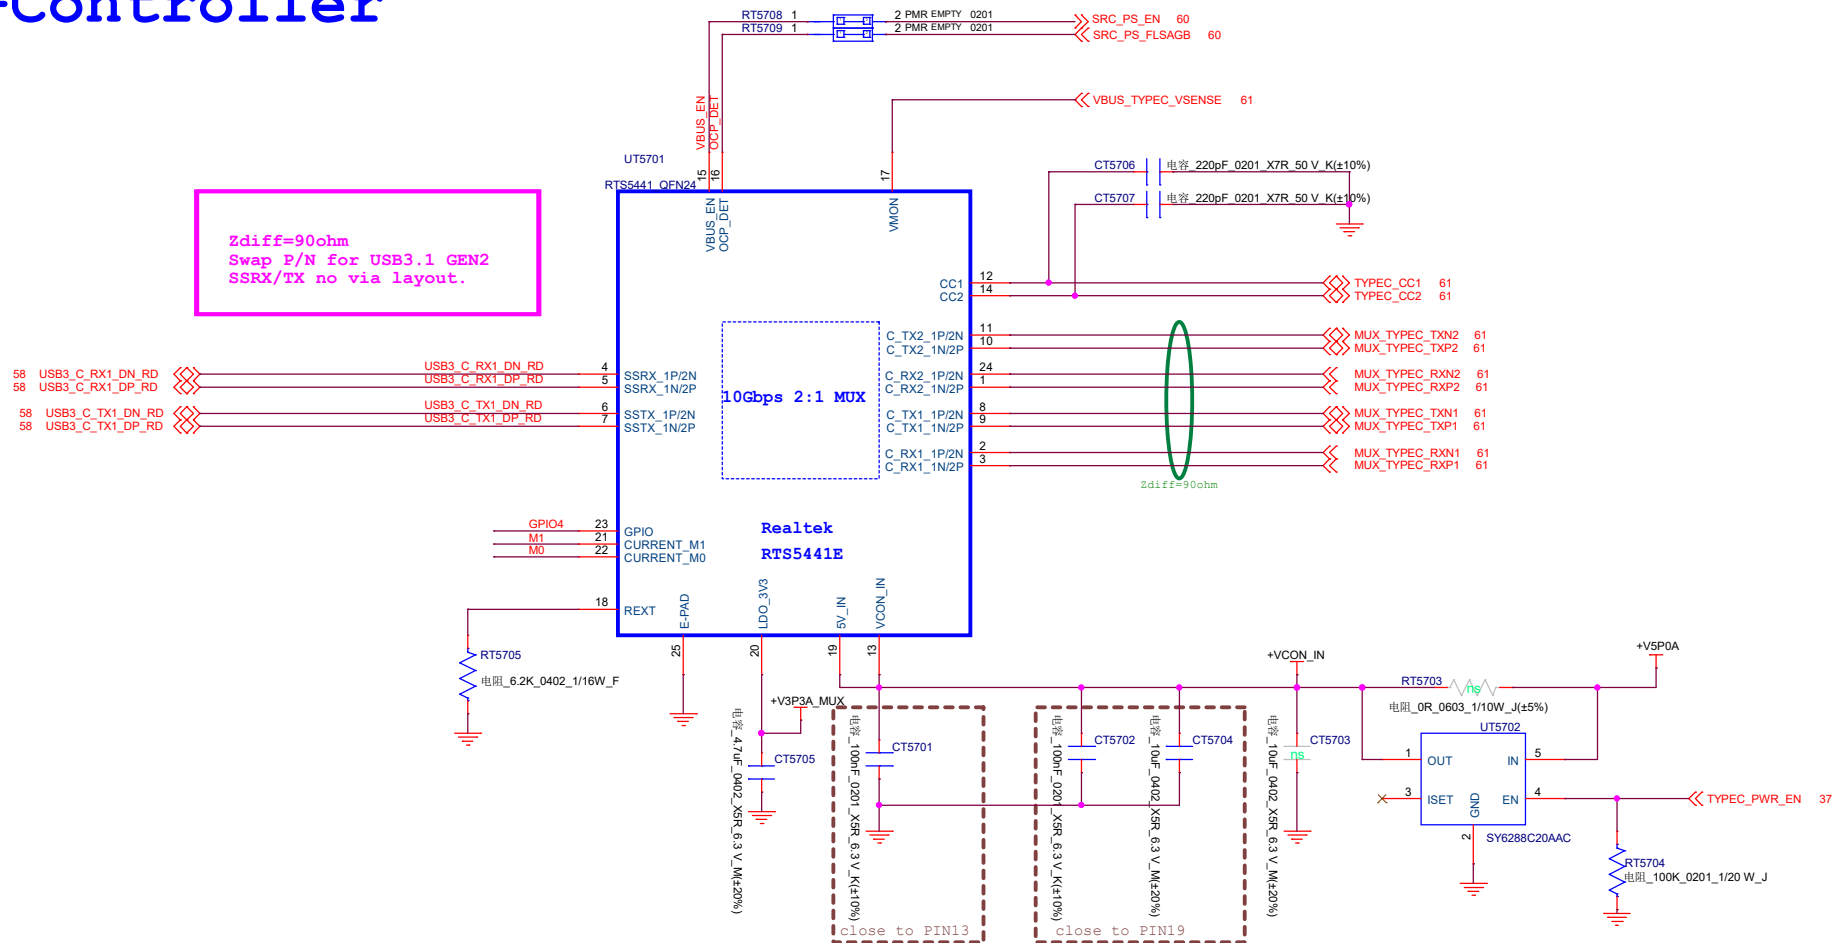 -Controller
RT5708 1 2 PMR EMPTY 0201 SRC_PS_EN 60
RT5709 1 2 PMR EMPTY 0201 SRC_PS_FLSAGB 60
VBUS_EN
OCP_DET
VBUS_TYPEC_VSENSE 61
UT5701
RTS5441_QFN24
15
16
17
VBUS_EN
OCP_DET
VMON
CT5706 电容_220pF_0201_X7R_50 V_K(±10%)
CT5707 电容_220pF_0201_X7R_50 V_K(±10%)
Zdiff=90ohm
Swap P/N for USB3.1 GEN2
SSRX/TX no via layout.
CC1 12 TYPEC_CC1 61
CC2 14 TYPEC_CC2 61
C_TX2_1P/2N 11 MUX_TYPEC_TXN2 61
C_TX2_1N/2P 10 MUX_TYPEC_TXP2 61
C_RX2_1P/2N 24 MUX_TYPEC_RXN2 61
C_RX2_1N/2P 1 MUX_TYPEC_RXP2 61
C_TX1_1P/2N 8 MUX_TYPEC_TXN1 61
C_TX1_1N/2P 9 MUX_TYPEC_TXP1 61
C_RX1_1P/2N 2 MUX_TYPEC_RXN1 61
C_RX1_1N/2P 3 MUX_TYPEC_RXP1 61
Zdiff=90ohm
58 USB3_C_RX1_DN_RD USB3_C_RX1_DN_RD 4 SSRX_1P/2N
58 USB3_C_RX1_DP_RD USB3_C_RX1_DP_RD 5 SSRX_1N/2P
58 USB3_C_TX1_DN_RD USB3_C_TX1_DN_RD 6 SSTX_1P/2N
58 USB3_C_TX1_DP_RD USB3_C_TX1_DP_RD 7 SSTX_1N/2P
10Gbps 2:1 MUX
Realtek
RTS5441E
GPIO4 23 GPIO
M1 21 CURRENT_M1
M0 22 CURRENT_M0
18 REXT
E-PAD
LDO_3V3
5V_IN
VCON_IN
25
20
19
13
RT5705
电阻_6.2K_0402_1/16W_F
+V3P3A_MUX
CT5705
电容_4.7uF_0402_X5R_6.3 V_M(±20%)
CT5701
电容_100nF_0201_X5R_6.3 V_K(±10%)
close to PIN13
CT5702
电容_100nF_0201_X5R_6.3 V_K(±10%)
CT5704
电容_10uF_0402_X5R_6.3 V_M(±20%)
close to PIN19
+VCON_IN
CT5703
ns
电容_10uF_0402_X5R_6.3 V_M(±20%)
+V5P0A
RT5703 ns
电阻_0R_0603_1/10W_J(±5%)
UT5702
1 OUT IN 5
3 ISET EN 4
GND
2
SY6288C20AAC
TYPEC_PWR_EN 37
RT5704
电阻_100K_0201_1/20 W_J